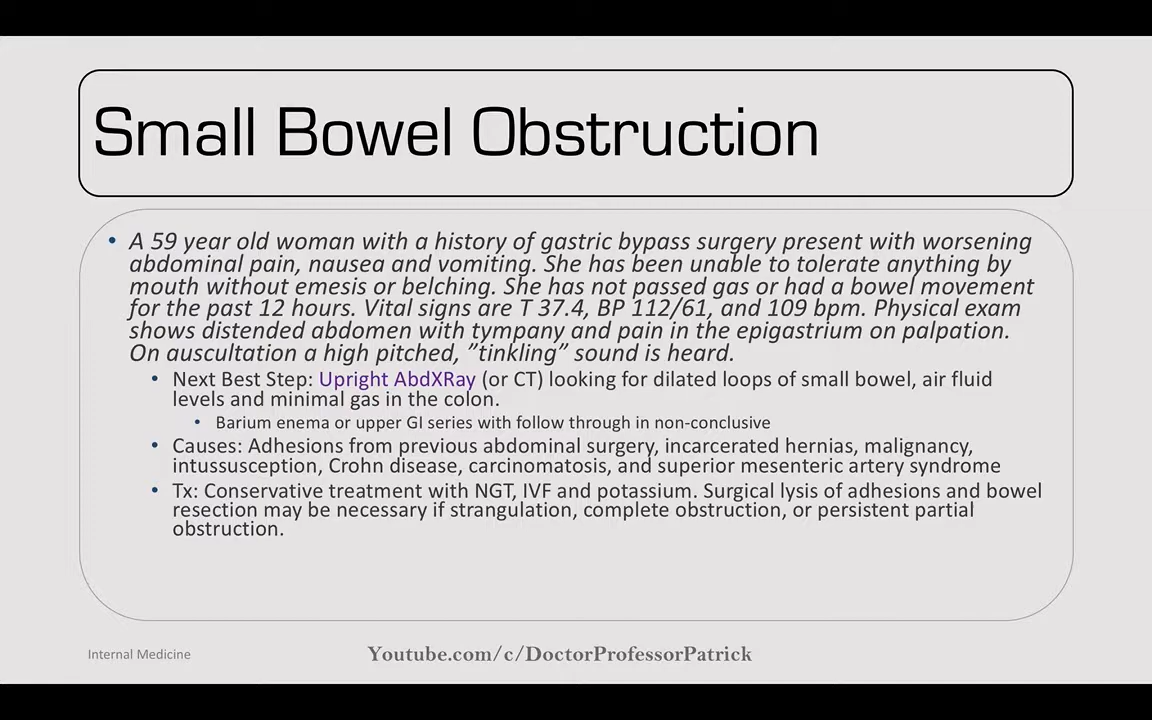 Small Bowel Obstruction
• A 59 year old woman with a history of gastric bypass surgery present with worsening
abdominal pain, nausea and vomiting. She has been unable to tolerate anything by
mouth without emesis or belching. She has not passed gas or had a bowel movement
for the past 12 hours. Vital signs are T 37.4, BP 112/61, and 109 bpm. Physical exam
shows distended abdomen with tympany and pain in the epigastrium on palpation.
On auscultation a high pitched, ”tinkling” sound is heard.
• Next Best Step: Upright AbdXRay (or CT) looking for dilated loops of small bowel, air fluid
levels and minimal gas in the colon.
• Barium enema or upper GI series with follow through in non-conclusive
• Causes: Adhesions from previous abdominal surgery, incarcerated hernias, malignancy,
intussusception, Crohn disease, carcinomatosis, and superior mesenteric artery syndrome
• Tx: Conservative treatment with NGT, IVF and potassium. Surgical lysis of adhesions and bowel
resection may be necessary if strangulation, complete obstruction, or persistent partial
obstruction.
Internal Medicine
Youtube.com/c/DoctorProfessorPatrick